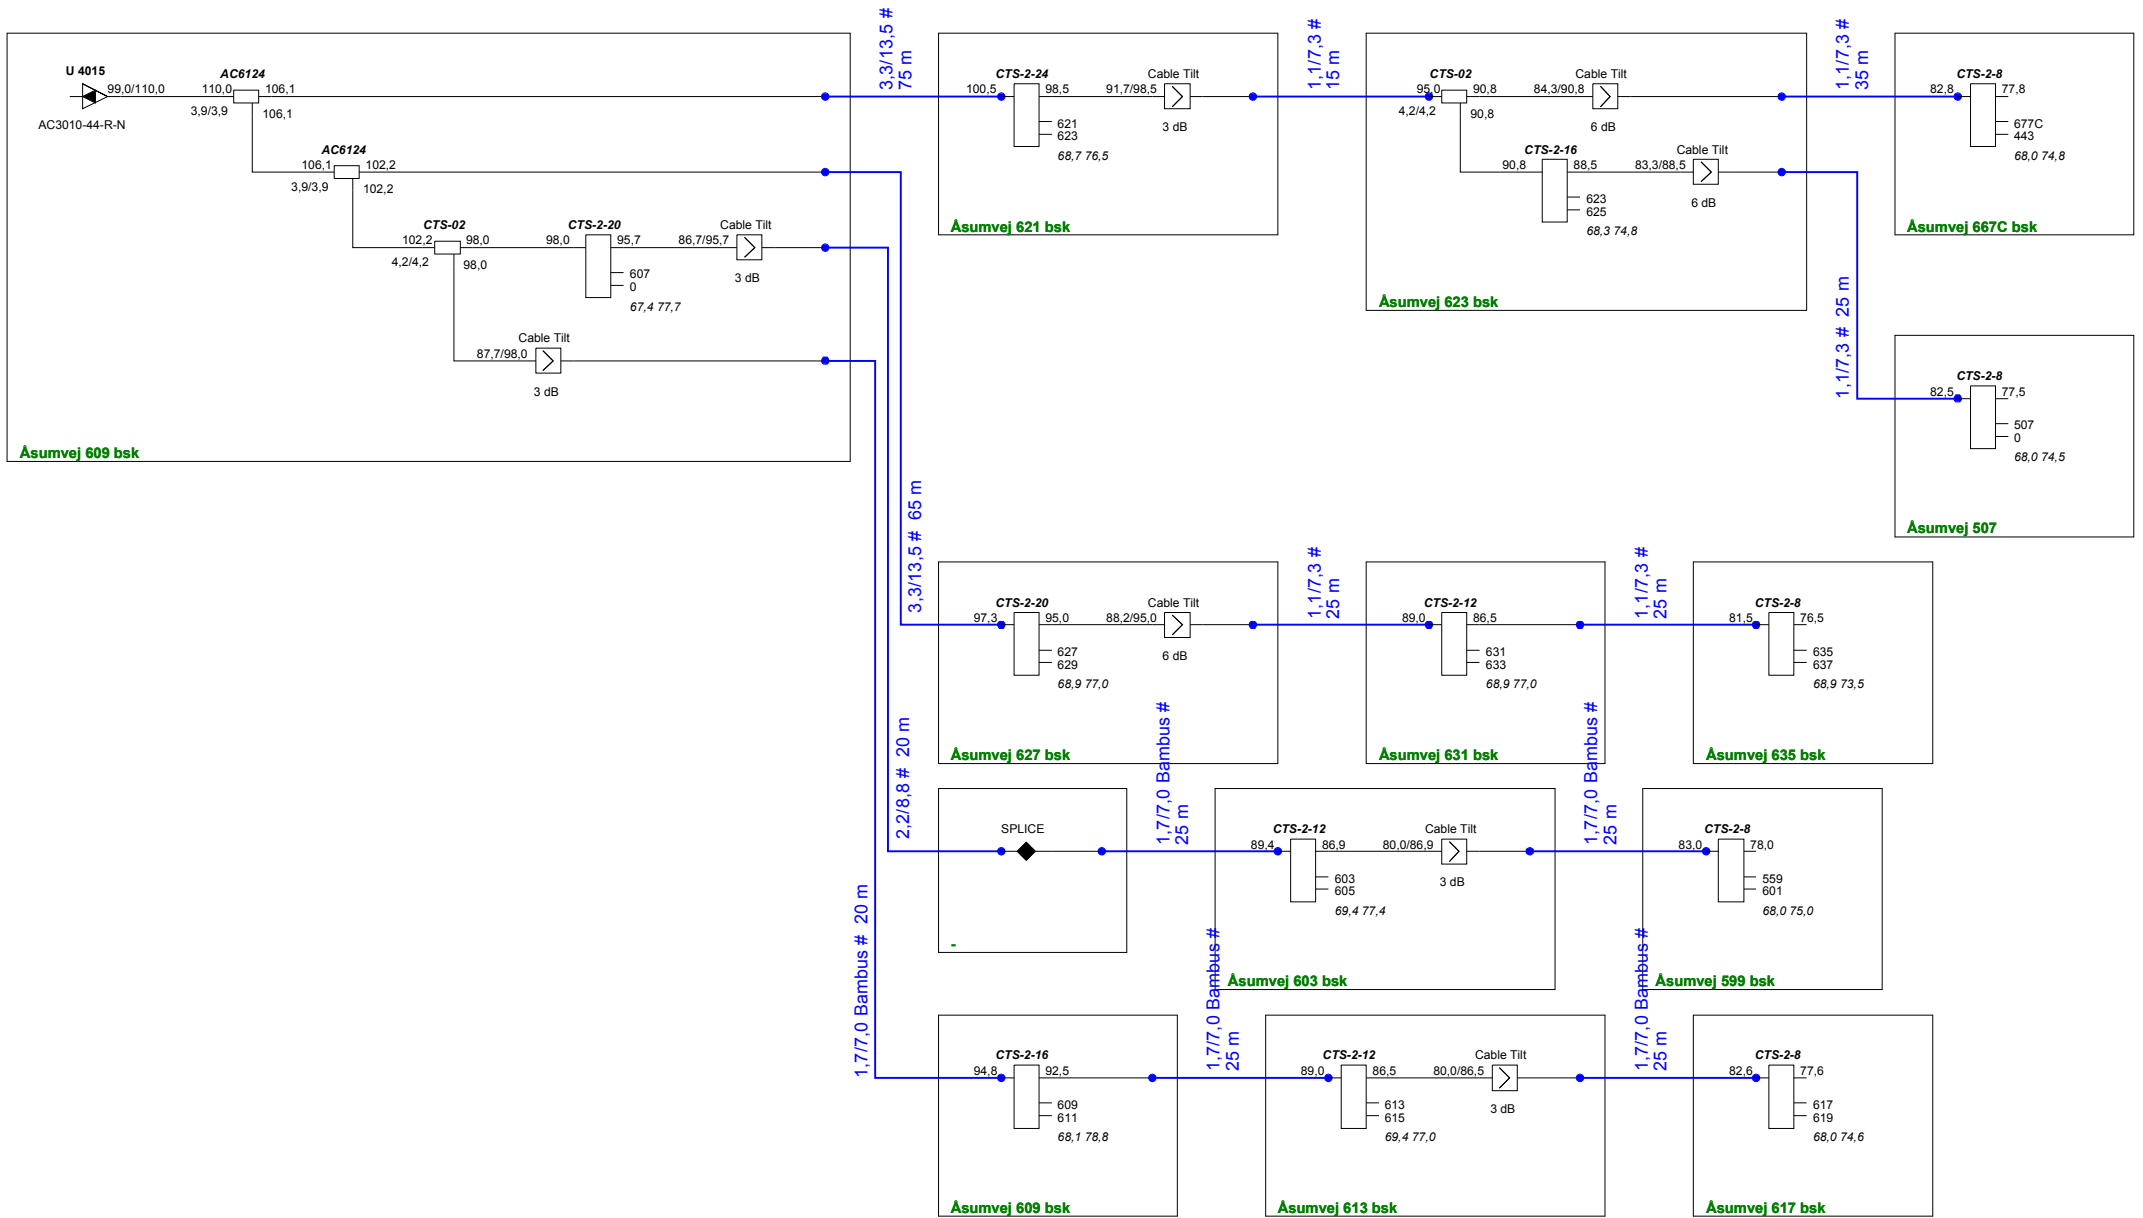 U 4015
99,0/110,0
AC3010-44-R-N
AC6124
110,0 106,1
3,9/3,9
106,1
AC6124
106,1 102,2
3,9/3,9
102,2
CTS-02
102,2 98,0
4,2/4,2
98,0
CTS-2-20
98,0 95,7
607
0
67,4 77,7
Cable Tilt
86,7/95,7
3 dB
Cable Tilt
87,7/98,0
3 dB
Åsumvej 609 bsk
3,3/13,5 #
75 m
CTS-2-24
100,5 98,5
621
623
68,7 76,5
Cable Tilt
91,7/98,5
3 dB
Åsumvej 621 bsk
1,1/7,3 #
15 m
CTS-02
95,0 90,8
4,2/4,2
90,8
Cable Tilt
84,3/90,8
6 dB
CTS-2-16
90,8 88,5
623
625
68,3 74,8
Cable Tilt
83,3/88,5
6 dB
Åsumvej 623 bsk
1,1/7,3 #
35 m
CTS-2-8
82,8 77,8
677C
443
68,0 74,8
Åsumvej 667C bsk
1,1/7,3 # 25 m
CTS-2-8
82,5 77,5
507
0
68,0 74,5
Åsumvej 507
3,3/13,5 # 65 m
CTS-2-20
97,3 95,0
627
629
68,9 77,0
Cable Tilt
88,2/95,0
6 dB
Åsumvej 627 bsk
1,1/7,3 #
25 m
CTS-2-12
89,0 86,5
631
633
68,9 77,0
Åsumvej 631 bsk
1,1/7,3 #
25 m
CTS-2-8
81,5 76,5
635
637
68,9 73,5
Åsumvej 635 bsk
2,2/8,8 # 20 m
SPLICE
-
1,7/7,0 Bambus #
25 m
CTS-2-12
89,4 86,9
603
605
69,4 77,4
Cable Tilt
80,0/86,9
3 dB
Åsumvej 603 bsk
1,7/7,0 Bambus #
25 m
CTS-2-8
83,0 78,0
559
601
68,0 75,0
Åsumvej 599 bsk
1,7/7,0 Bambus # 20 m
CTS-2-16
94,8 92,5
609
611
68,1 78,8
Åsumvej 609 bsk
1,7/7,0 Bambus #
25 m
CTS-2-12
89,0 86,5
613
615
69,4 77,0
Cable Tilt
80,0/86,5
3 dB
Åsumvej 613 bsk
1,7/7,0 Bambus #
25 m
CTS-2-8
82,6 77,6
617
619
68,0 74,6
Åsumvej 617 bsk